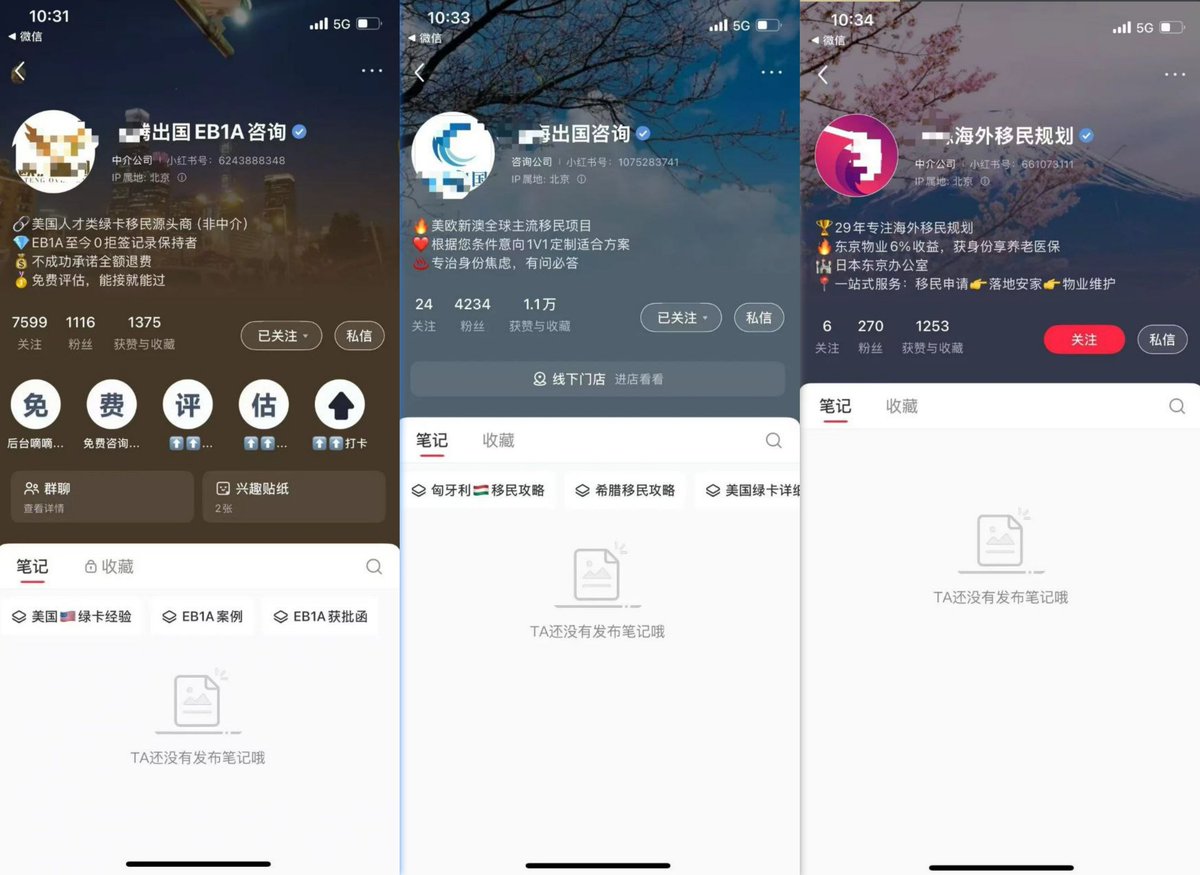 10:31
5G
微信
出国EB1A咨询
中介公司 小红书号：6243888348
IP属地：北京
美国人才类绿卡移民源头商 (非中介)
EB1A至今0拒签记录保持者
不成功承诺全额退费
免费评估，能接就能过
7599 1116 1375
关注 粉丝 获赞与收藏
已关注 私信
免 费 评 估
后台嘀嘀... 免费咨询... ... ... 打卡
群聊
查看详情
兴趣贴纸
2张
笔记 收藏
美国🇺🇸绿卡经验 EB1A案例 EB1A获批函
TA还没有发布笔记哦
10:33
5G
微信
出国咨询
咨询公司 小红书号：1075283741
IP属地：北京
美欧新澳全球主流移民项目
根据您条件意向1V1定制适合方案
专治身份焦虑，有问必答
24 4234 1.1万
关注 粉丝 获赞与收藏
已关注 私信
线下门店 进店看看
笔记 收藏
匈牙利🇭🇺移民攻略 希腊移民攻略 美国绿卡详细
TA还没有发布笔记哦
10:34
5G
微信
海外移民规划
中介公司 小红书号：661073111
IP属地：北京
29年专注海外移民规划
东京物业6%收益，获身份享养老医保
日本东京办公室
一站式服务：移民申请👉落地安家👉物业维护
6 270 1253
关注 粉丝 获赞与收藏
关注 私信
笔记 收藏
TA还没有发布笔记哦